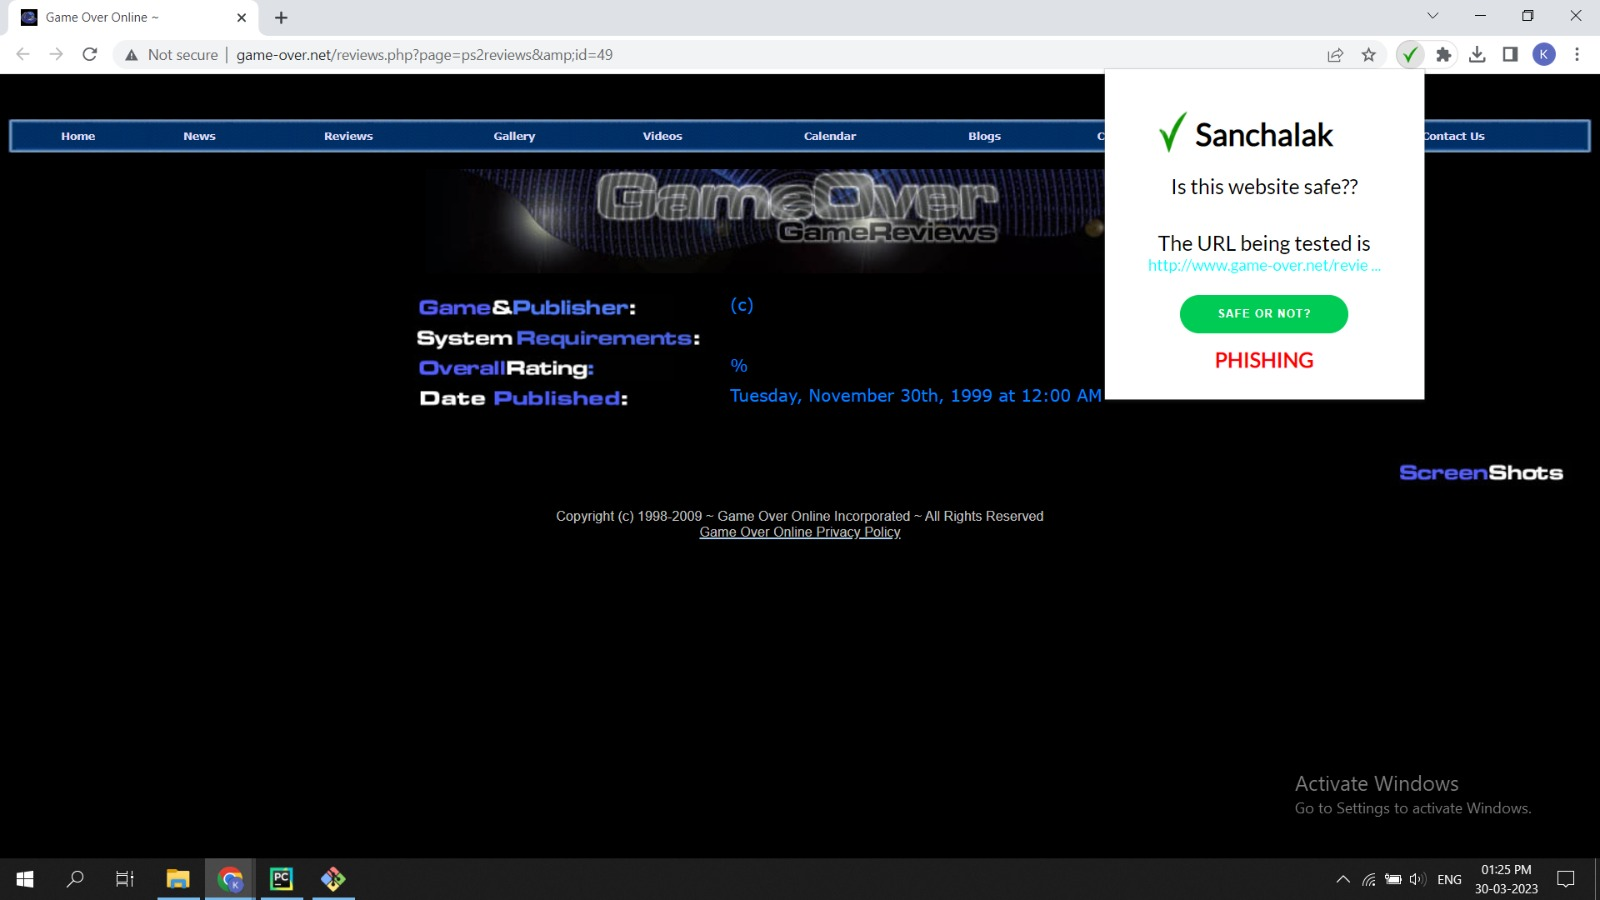 Game Over Online ~
Not secure
game-over.net/reviews.php?page=ps2reviews&amp;id=49
K
Home News Reviews Gallery Videos Calendar Blogs C Contact Us
GameOver
GameReviews
Game&Publisher: (c)
System Requirements:
OverallRating: %
Date Published: Tuesday, November 30th, 1999 at 12:00 AM
Sanchalak
Is this website safe??
The URL being tested is
http://www.game-over.net/revie ...
SAFE OR NOT?
PHISHING
ScreenShots
Copyright (c) 1998-2009 ~ Game Over Online Incorporated ~ All Rights Reserved
Game Over Online Privacy Policy
Activate Windows
Go to Settings to activate Windows.
K
PC
ENG
01:25 PM
30-03-2023